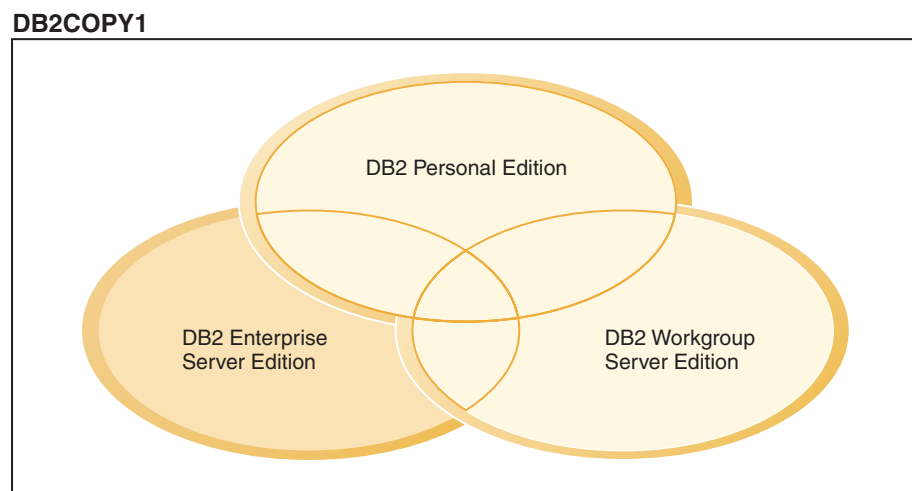 DB2COPY1
DB2 Personal Edition
DB2 Enterprise
Server Edition
DB2 Workgroup
Server Edition